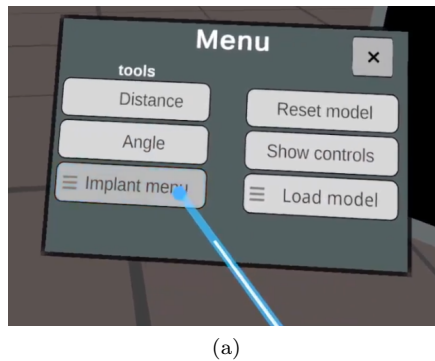 Menu
×
tools
Distance
Angle
Implant menu
Reset model
Show controls
Load model
(a)